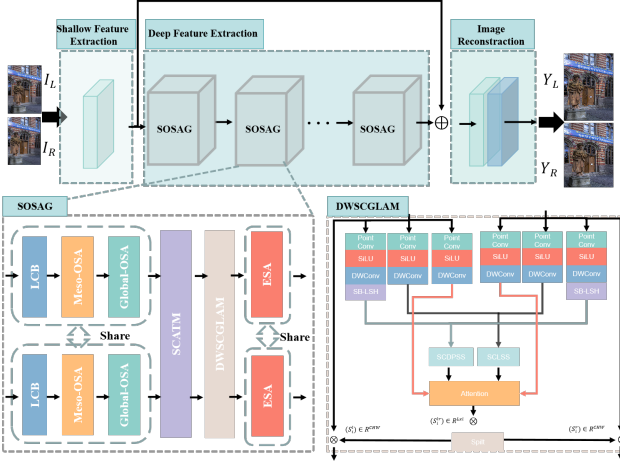 Shallow Feature
Extraction
Deep Feature Extraction
Image
Reconstruction
I_L
I_R
SOSAG
SOSAG
SOSAG
Y_L
Y_R
SOSAG
LCB
Meso-OSA
Global-OSA
SCATM
DWSCGLAM
ESA
Share
Share
LCB
Meso-OSA
Global-OSA
ESA
DWSCGLAM
Point
Conv
SiLU
DWConv
SB-LSH
Point
Conv
SiLU
DWConv
Point
Conv
SiLU
DWConv
Point
Conv
SiLU
DWConv
Point
Conv
SiLU
DWConv
Point
Conv
SiLU
DWConv
SB-LSH
SCDPSS
SCLSS
Attention
Split